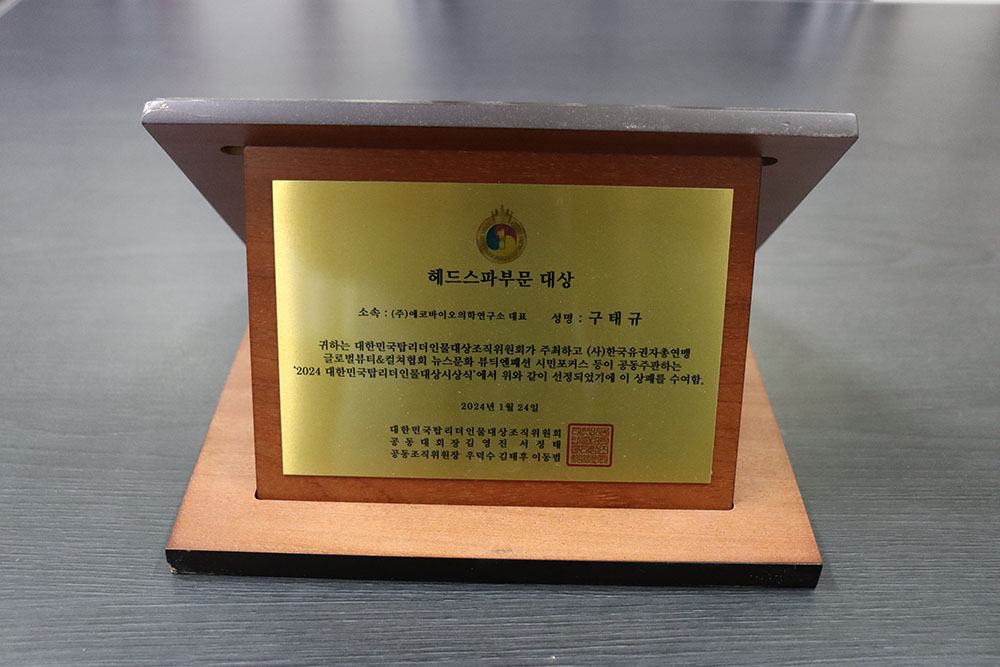 헤드스파부문 대상
소속 : (주)에코바이오의학연구소 대표 성명 : 구태규
귀하는 대한민국탑리더인물대상조직위원회가 주최하고 (사)한국유권자총연맹
글로벌뷰티&컬쳐협회 뉴스문화 뷰되엔패션 시민포커스 등이 공동주관하는
'2024 대한민국탑리더인물대상시상식'에서 위와 같이 선정되었기에 이 상패를 수여함.
2024년 1월 24일
대한민국탑리더인물대상조직위원회
공동대회장김영진 서정태
공동조직위원장 우덕수 김태후 이동범